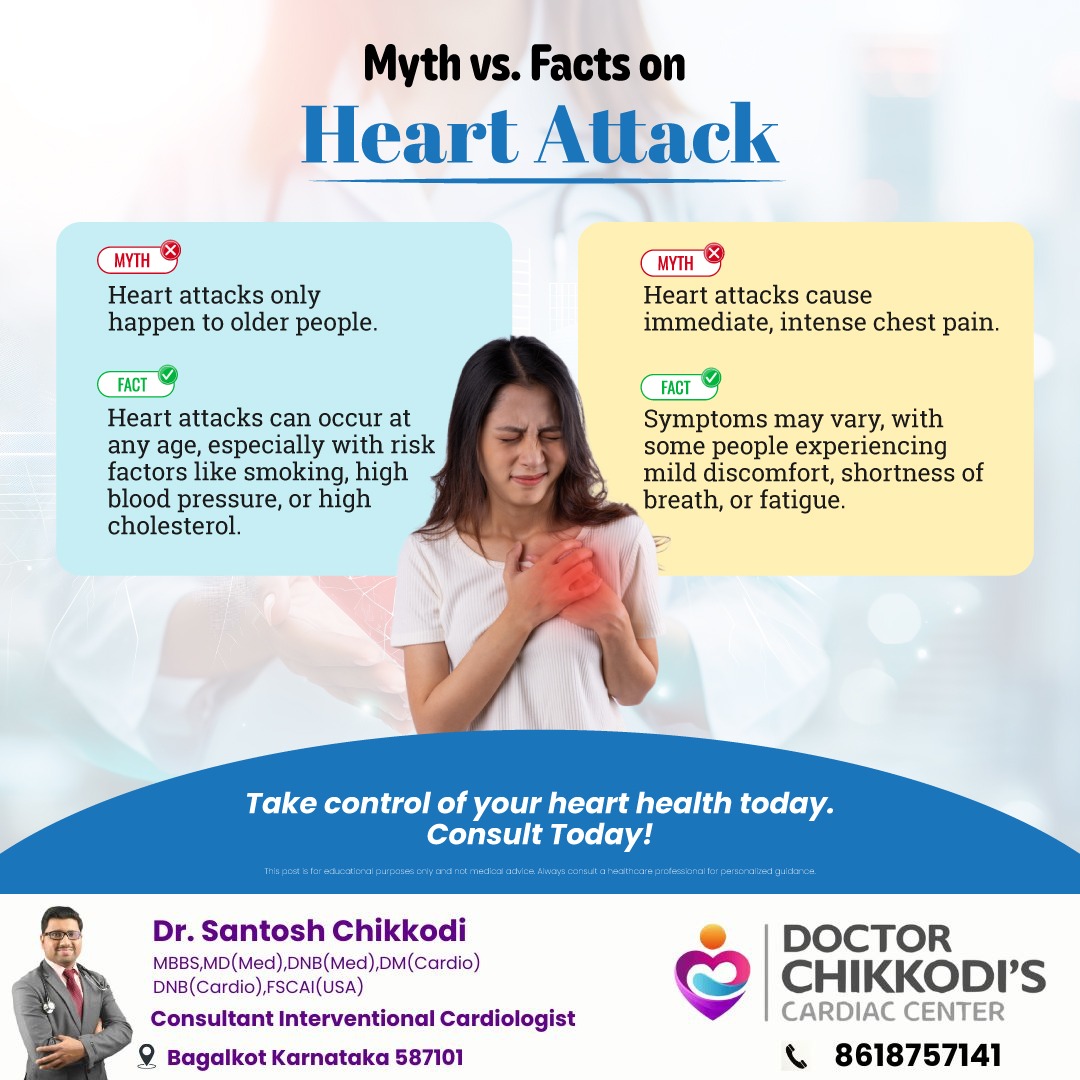 Myth vs. Facts on
Heart Attack
MYTH
Heart attacks only
happen to older people.
FACT
Heart attacks can occur at
any age, especially with risk
factors like smoking, high
blood pressure, or high
cholesterol.
MYTH
Heart attacks cause
immediate, intense chest pain.
FACT
Symptoms may vary, with
some people experiencing
mild discomfort, shortness of
breath, or fatigue.
Take control of your heart health today.
Consult Today!
This post is for educational purposes only and not medical advice. Always consult a healthcare professional for personalized guidance.
Dr. Santosh Chikkodi
MBBS,MD(Med),DNB(Med),DM(Cardio)
DNB(Cardio),FSCAI(USA)
Consultant Interventional Cardiologist
Bagalkot Karnataka 587101
DOCTOR
CHIKKODI'S
CARDIAC CENTER
8618757141